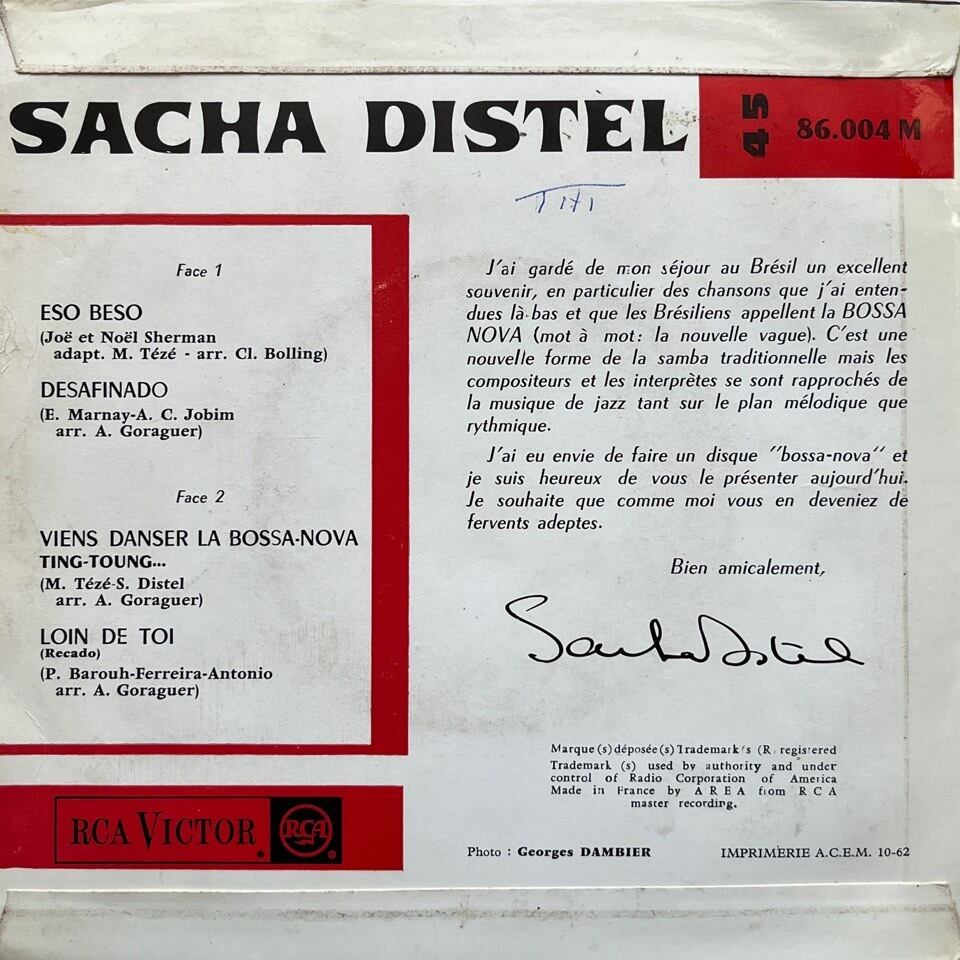 SACHA DISTEL
45
86.004 M
TITI
Face 1
ESO BESO
(Joë et Noël Sherman
adapt. M. Tézé - arr. Cl. Bolling)
DESAFINADO
(E. Marnay-A. C. Jobim
arr. A. Goraguer)
Face 2
VIENS DANSER LA BOSSA-NOVA
TING-TOUNG...
(M. Tézé-S. Distel
arr. A. Goraguer)
LOIN DE TOI
(Recado)
(P. Barouh-Ferreira-Antonio
arr. A. Goraguer)
J'ai gardé de mon séjour au Brésil un excellent
souvenir, en particulier des chansons que j'ai enten-
dues là-bas et que les Brésiliens appellent la BOSSA
NOVA (mot à mot: la nouvelle vague). C'est une
nouvelle forme de la samba traditionnelle mais les
compositeurs et les interprètes se sont rapprochés de
la musique de jazz tant sur le plan mélodique que
rythmique.
J'ai eu envie de faire un disque "bossa-nova" et
je suis heureux de vous le présenter aujourd'hui.
Je souhaite que comme moi vous en deveniez de
fervents adeptes.
Bien amicalement,
Sacha Distel
Marque(s) déposée(s) Trademark's (R. registered
Trademark (s) used by authority and under
control of Radio Corporation of America
Made in France by A R E A from R C A
master recording.
RCA VICTOR.
RCA
Photo : Georges DAMBIER
IMPRIMERIE A.C.E.M. 10-62